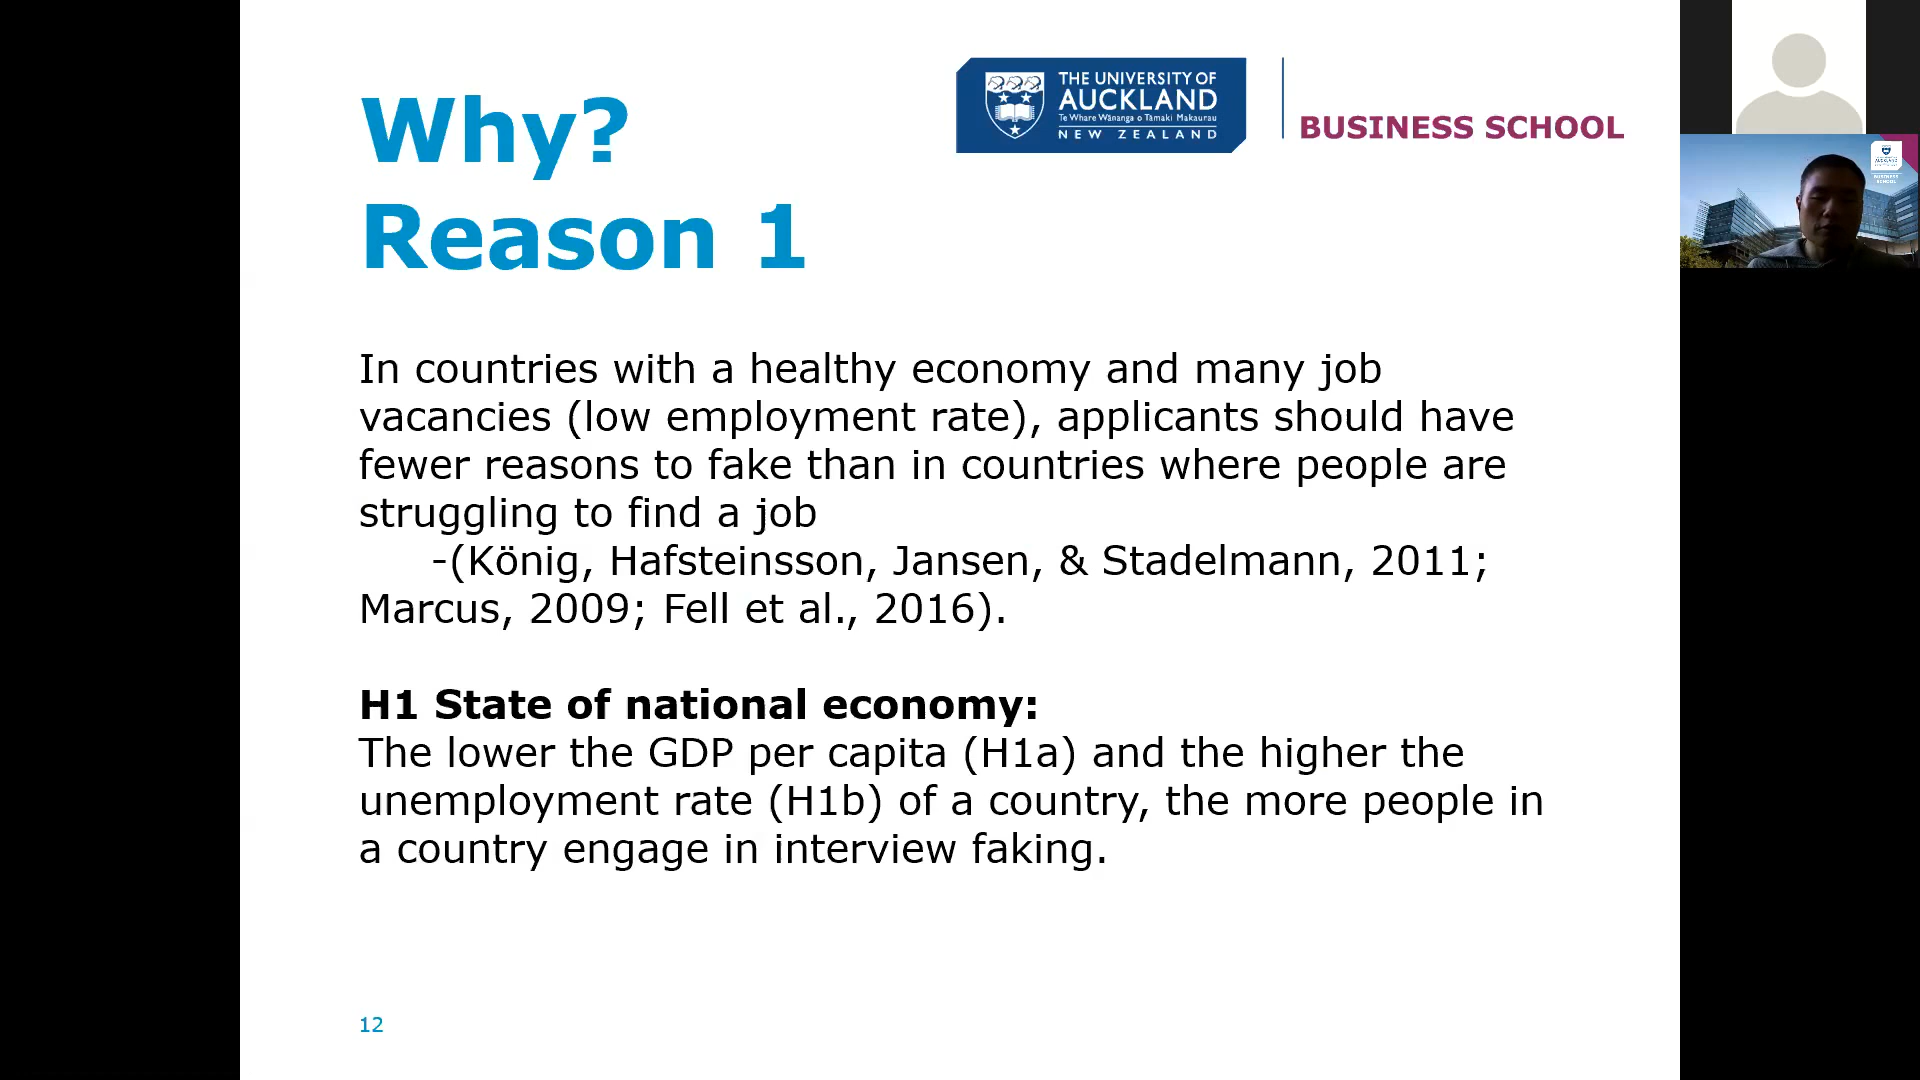 Why?
Reason 1
THE UNIVERSITY OF
AUCKLAND
Te Whare Wānanga o Tāmaki Makaurau
NEW ZEALAND
BUSINESS SCHOOL
In countries with a healthy economy and many job
vacancies (low employment rate), applicants should have
fewer reasons to fake than in countries where people are
struggling to find a job
-(König, Hafsteinsson, Jansen, & Stadelmann, 2011;
Marcus, 2009; Fell et al., 2016).
H1 State of national economy:
The lower the GDP per capita (H1a) and the higher the
unemployment rate (H1b) of a country, the more people in
a country engage in interview faking.
12
AUCKLAND
BUSINESS
SCHOOL